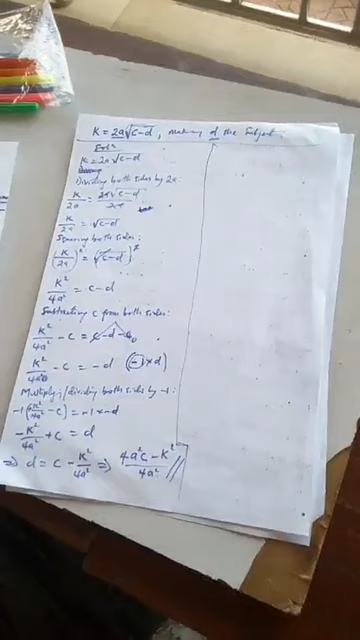 K = 2a√(c-d), making d the Subject.
Solⁿ
K = 2a √c-d
Dividing both sides by 2a:
K/2a = 2a√c-d/2a
K/2a = √c-d
Squaring both sides:
(K/2a)² = (√c-d)²
K²/4a² = c-d
Subtracting c from both sides:
K²/4a² - c = c-d-c
K²/4a² - c = -d (-1 x d)
Multiplying/dividing both sides by -1:
-1(K²/4a² - c) = -1 x -d
-K²/4a² + c = d
⇒ d = c - K²/4a² ⇒ 4a²c - K²/4a² //